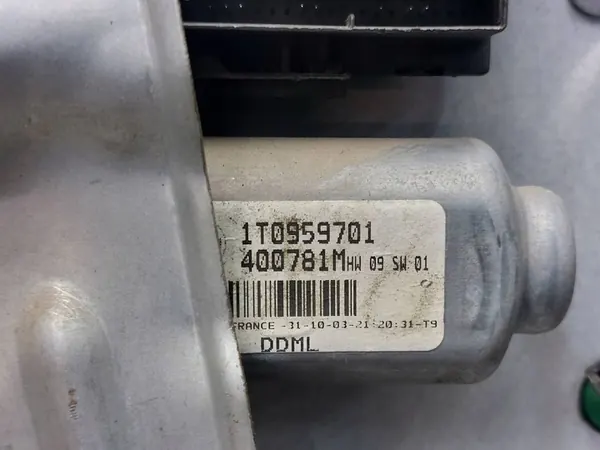 1T0959701
400781M HW 09 SW 01
FRANCE -31-10-03-21:20:31-T9
DDML